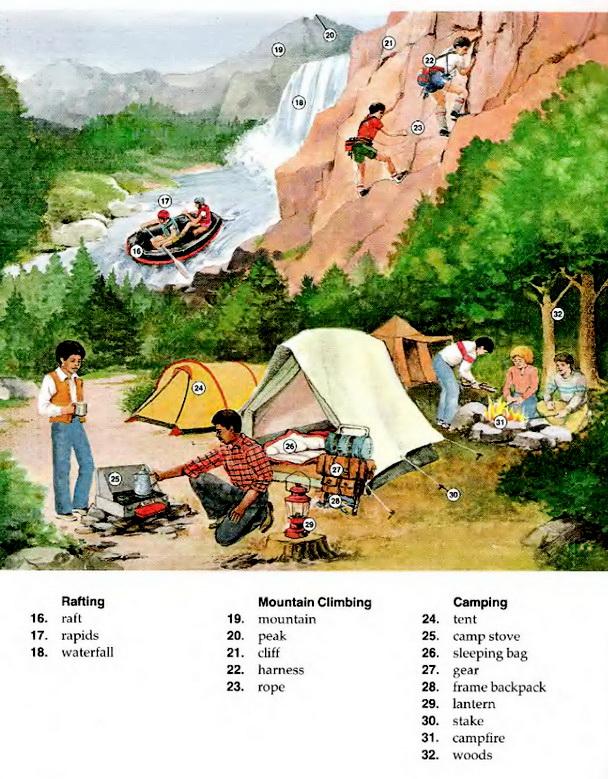 19
20
21
22
18
23
17
16
32
24
31
26
25
27
30
28
29
Rafting
16. raft
17. rapids
18. waterfall
Mountain Climbing
19. mountain
20. peak
21. cliff
22. harness
23. rope
Camping
24. tent
25. camp stove
26. sleeping bag
27. gear
28. frame backpack
29. lantern
30. stake
31. campfire
32. woods